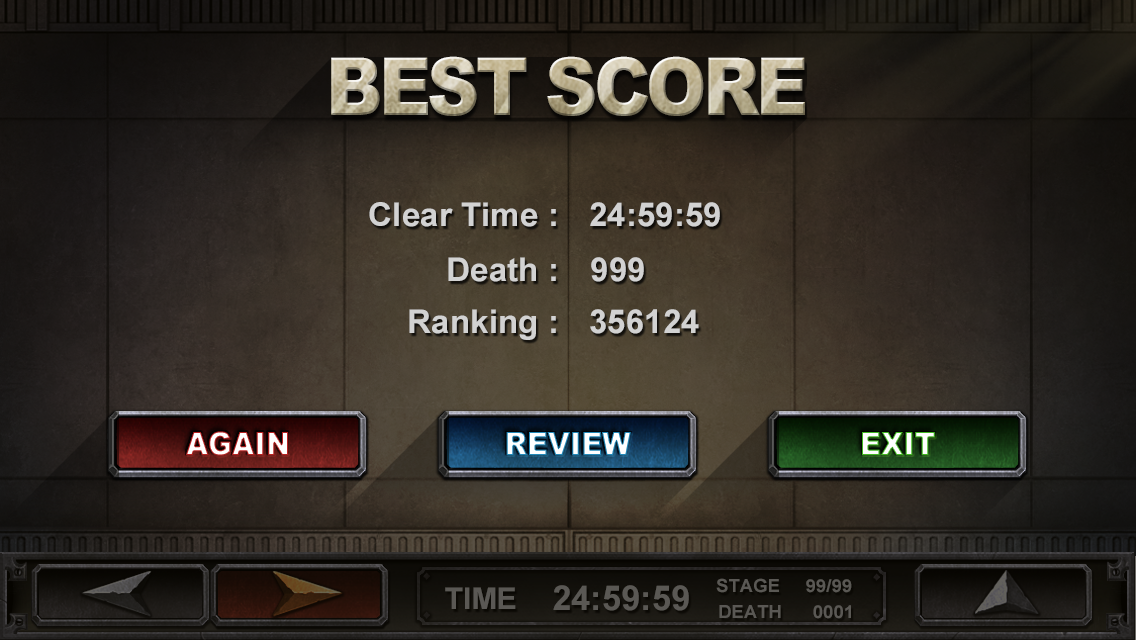 BEST SCORE
Clear Time : 24:59:59
Death : 999
Ranking : 356124
AGAIN REVIEW EXIT
TIME 24:59:59
STAGE 99/99
DEATH 0001